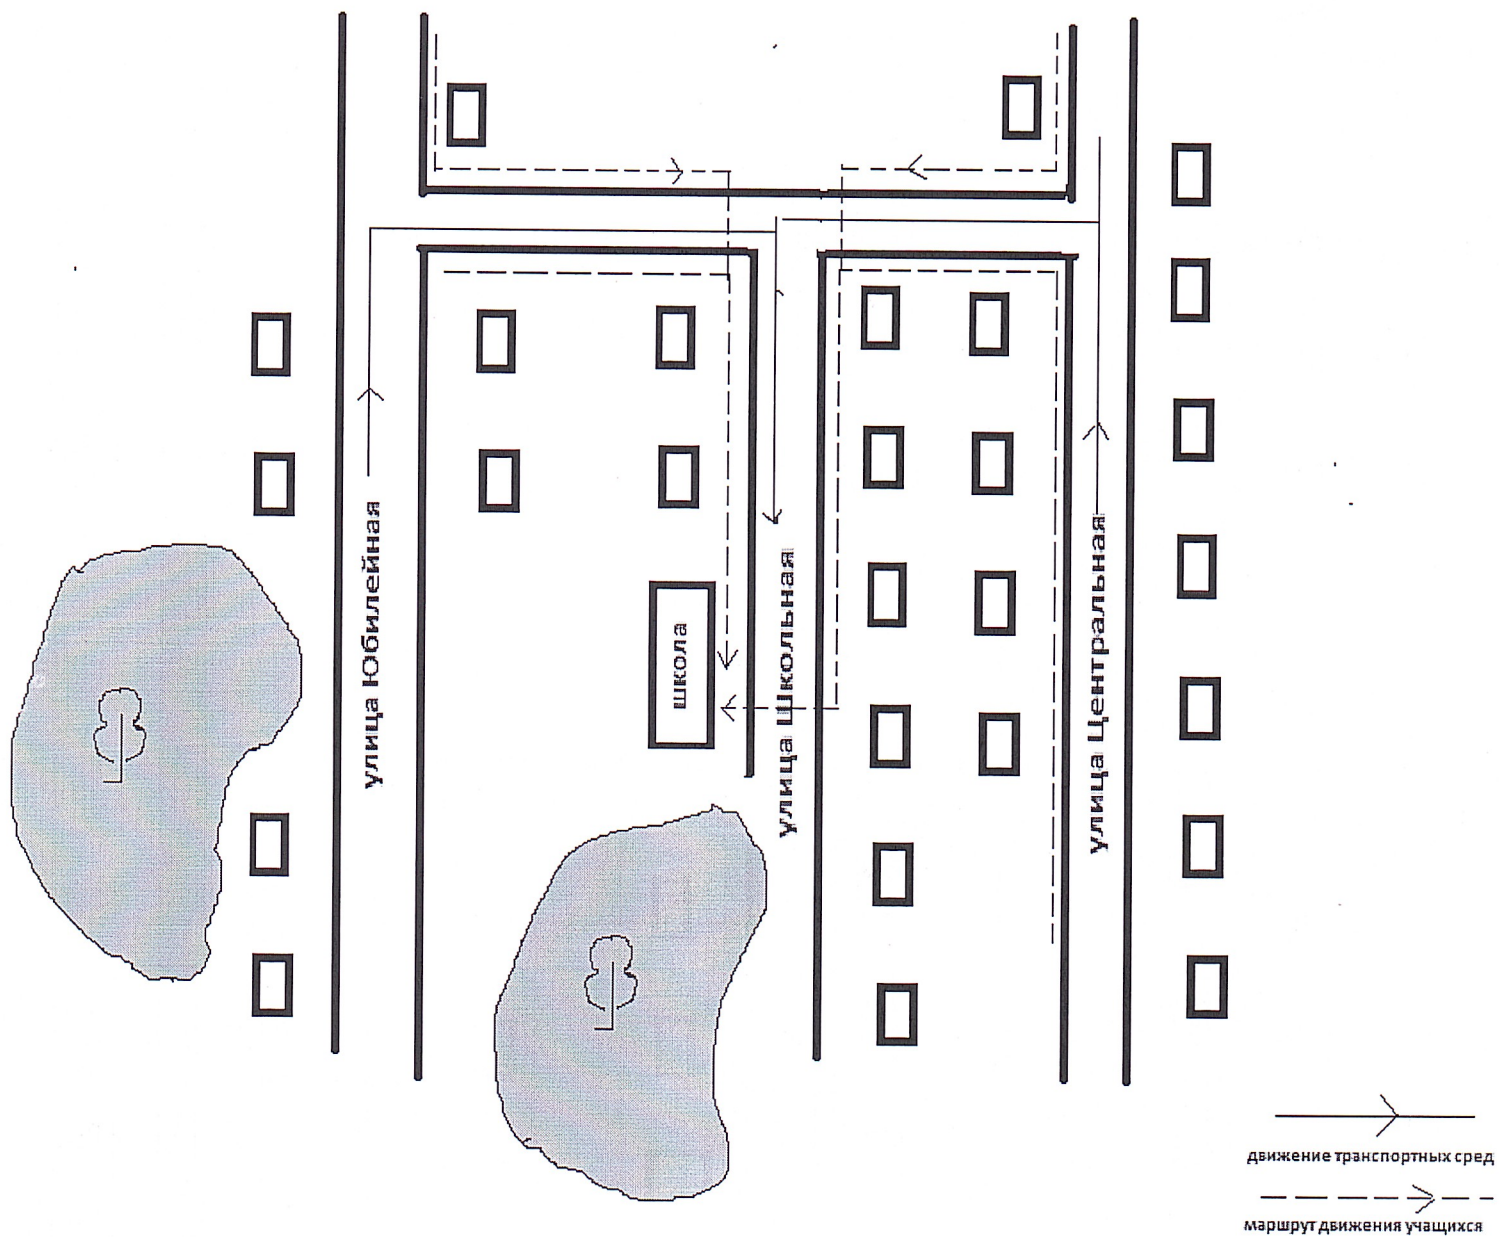 улица Юбилейная
школа
улица Школьная
улица Центральная
движение транспортных сред
маршрут движения учащихся